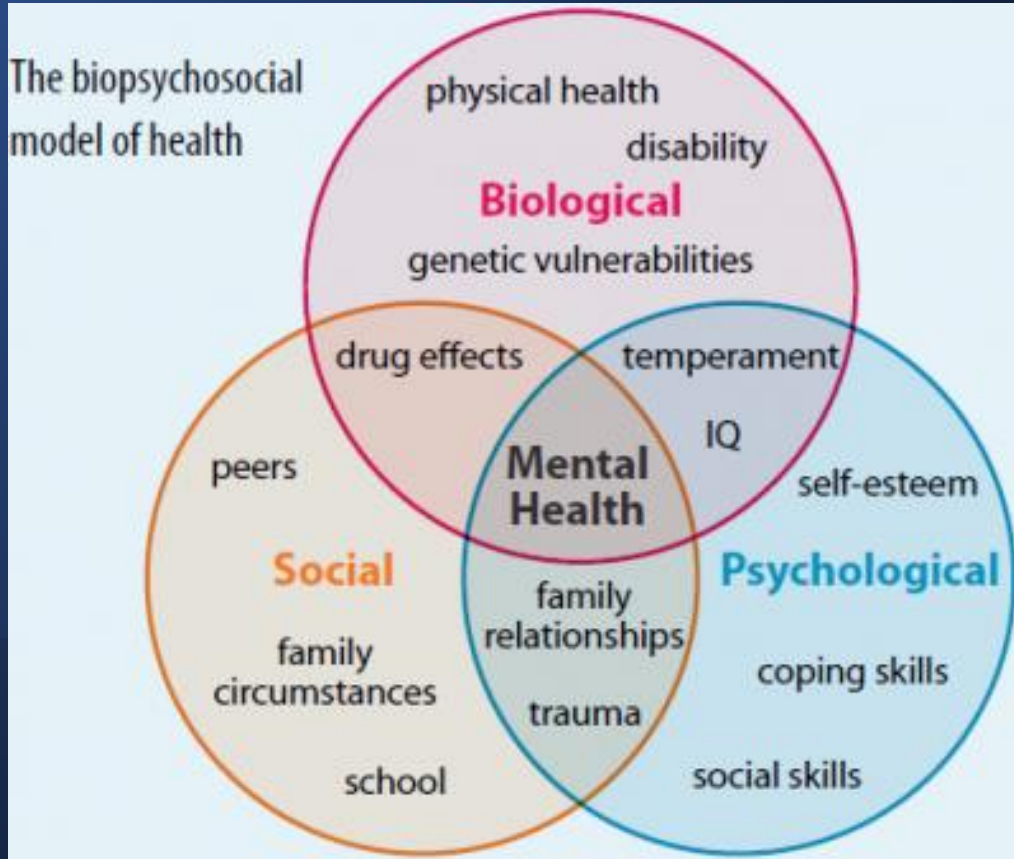 The biopsychosocial
model of health
physical health
disability
Biological
genetic vulnerabilities
drug effects
temperament
IQ
Mental
Health
peers
self-esteem
Social
Psychological
family
relationships
family
circumstances
coping skills
trauma
school
social skills